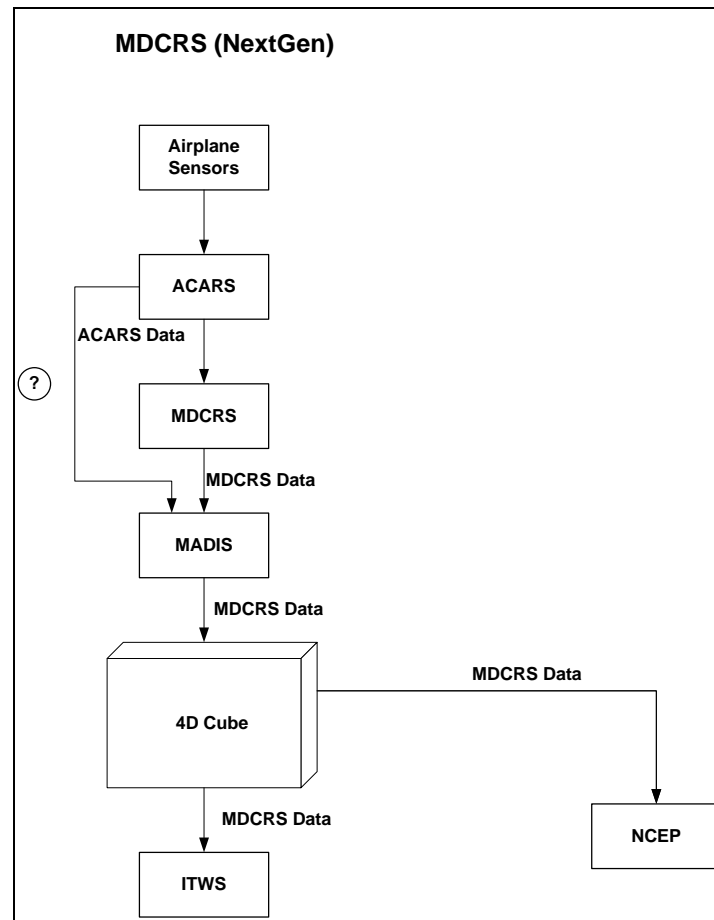 MDCRS (NextGen)
Airplane
Sensors
ACARS
ACARS Data
?
MDCRS
MDCRS Data
MADIS
MDCRS Data
4D Cube
MDCRS Data
MDCRS Data
NCEP
ITWS